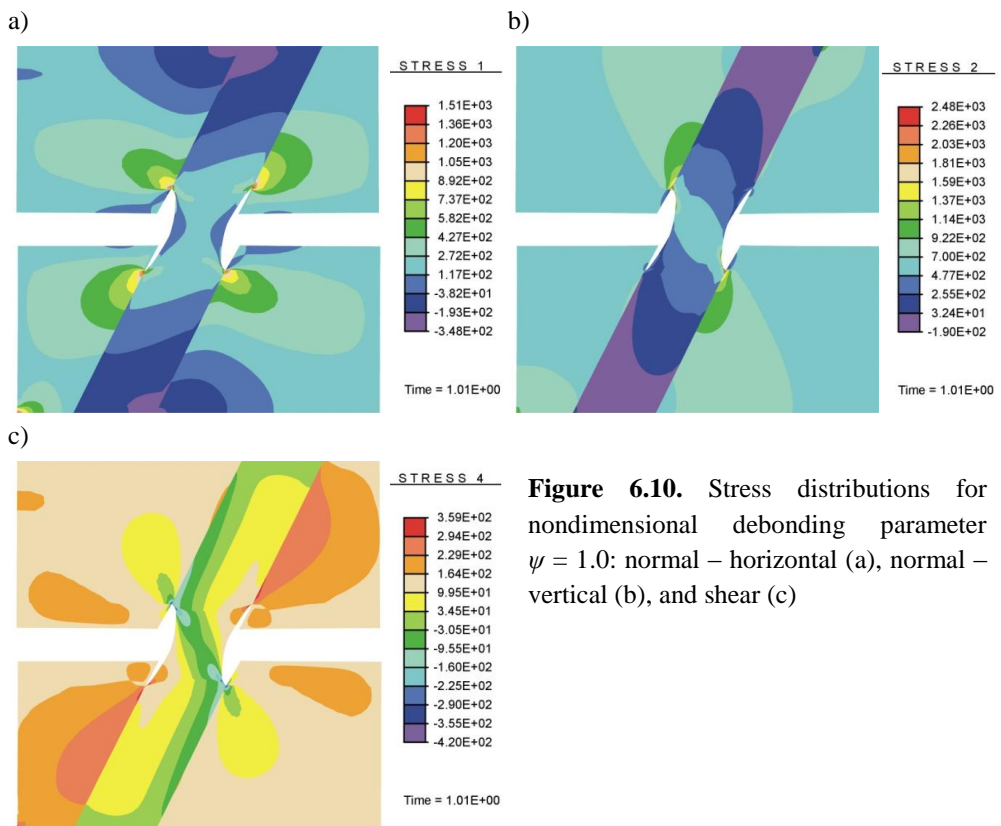 a)
STRESS 1
1.51E+03
1.36E+03
1.20E+03
1.05E+03
8.92E+02
7.37E+02
5.82E+02
4.27E+02
2.72E+02
1.17E+02
-3.82E+01
-1.93E+02
-3.48E+02
Time = 1.01E+00
b)
STRESS 2
2.48E+03
2.26E+03
2.03E+03
1.81E+03
1.59E+03
1.37E+03
1.14E+03
9.22E+02
7.00E+02
4.77E+02
2.55E+02
3.24E+01
-1.90E+02
Time = 1.01E+00
c)
STRESS 4
3.59E+02
2.94E+02
2.29E+02
1.64E+02
9.95E+01
3.45E+01
-3.05E+01
-9.55E+01
-1.60E+02
-2.25E+02
-2.90E+02
-3.55E+02
-4.20E+02
Time = 1.01E+00
Figure 6.10. Stress distributions for
nondimensional debonding parameter
ψ = 1.0: normal – horizontal (a), normal –
vertical (b), and shear (c)